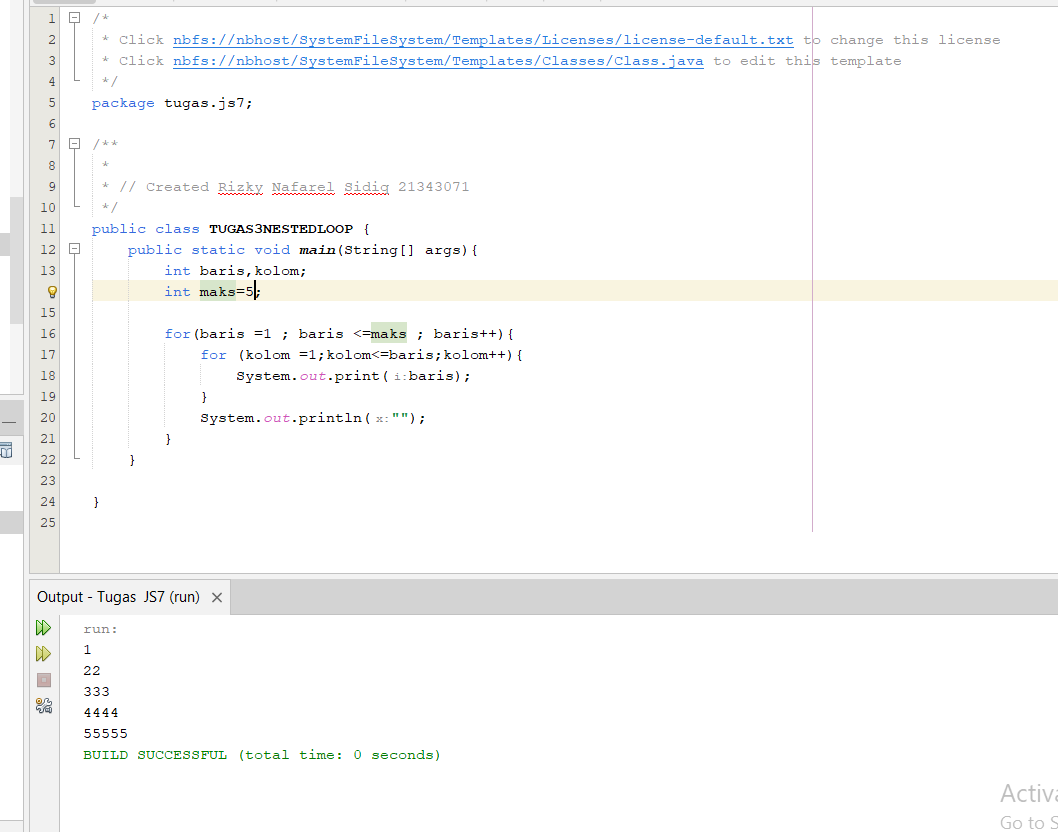 1 /*
2 * Click nbfs://nbhost/SystemFileSystem/Templates/Licenses/license-default.txt to change this license
3 * Click nbfs://nbhost/SystemFileSystem/Templates/Classes/Class.java to edit this template
4 */
5 package tugas.js7;
6
7 /**
8 *
9 * // Created Rizky Nafarel Sidiq 21343071
10 */
11 public class TUGAS3NESTEDLOOP {
12 public static void main(String[] args){
13 int baris,kolom;
int maks=5;
15
16 for(baris =1 ; baris <=maks ; baris++){
17 for (kolom =1;kolom<=baris;kolom++){
18 System.out.print( i:baris);
19 }
20 System.out.println( x:"");
21 }
22 }
23
24 }
25
Output - Tugas JS7 (run)
run:
1
22
333
4444
55555
BUILD SUCCESSFUL (total time: 0 seconds)
Go to